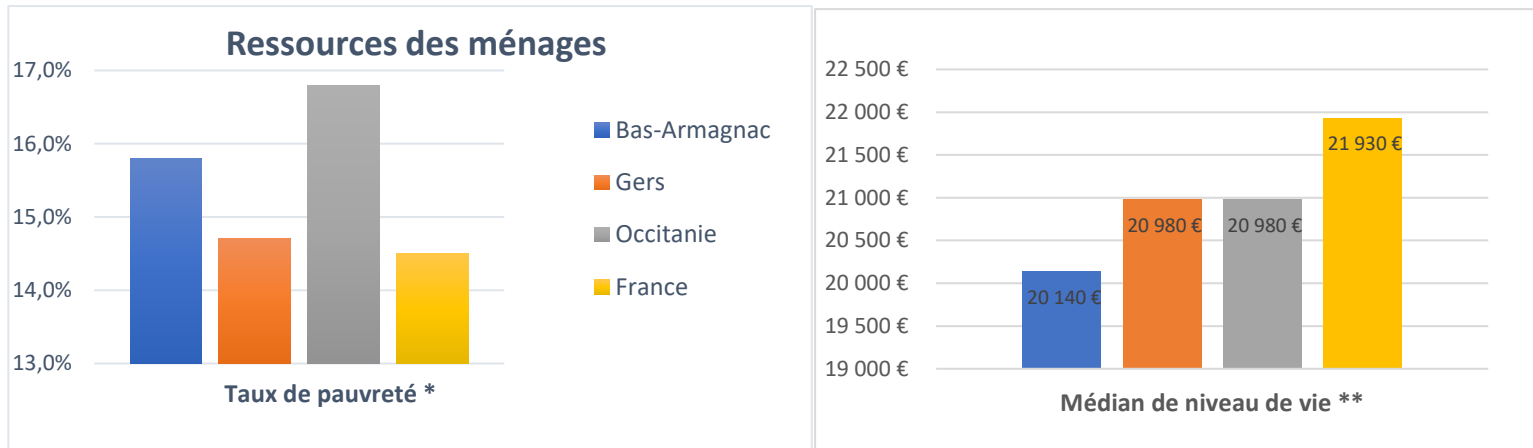 Ressources des ménages
17,0%
16,0%
15,0%
14,0%
13,0%
Taux de pauvreté *
Bas-Armagnac
Gers
Occitanie
France
22 500 €
22 000 €
21 500 €
21 000 €
20 500 €
20 000 €
19 500 €
19 000 €
20 140 €
20 980 €
20 980 €
21 930 €
Médian de niveau de vie **